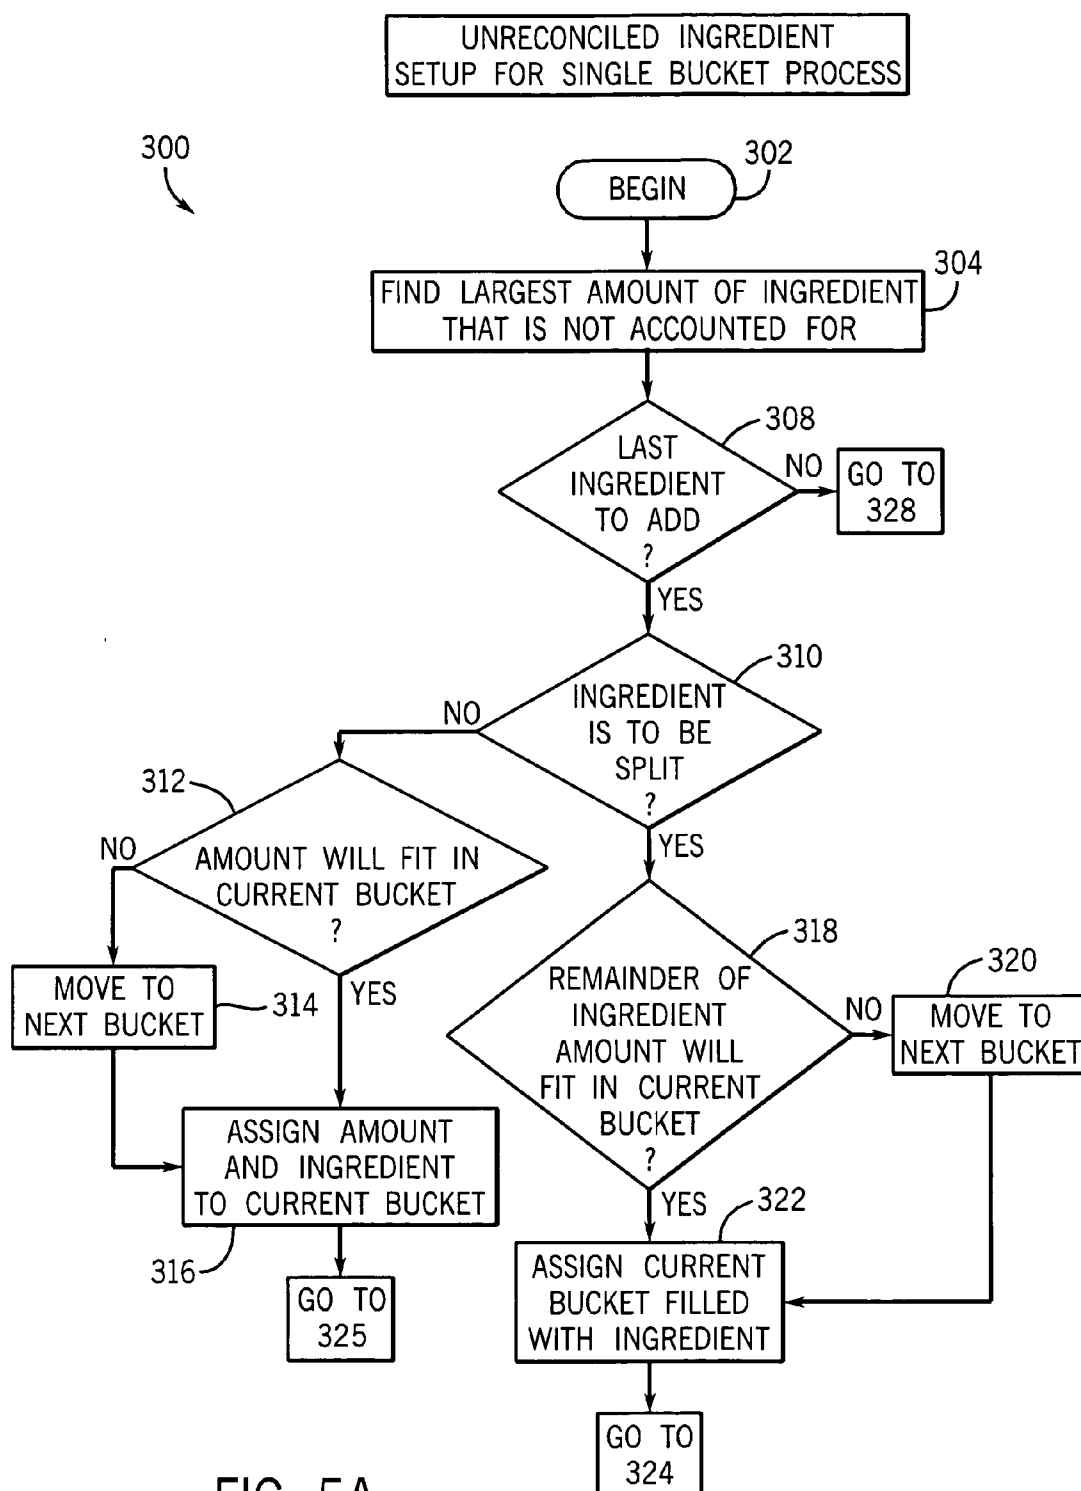 UNRECONCILED INGREDIENT
SETUP FOR SINGLE BUCKET PROCESS
300
302
BEGIN
304
FIND LARGEST AMOUNT OF INGREDIENT
THAT IS NOT ACCOUNTED FOR
308
LAST
INGREDIENT
TO ADD
?
NO
GO TO
328
YES
310
INGREDIENT
IS TO BE
SPLIT
?
NO
YES
312
AMOUNT WILL FIT IN
CURRENT BUCKET
?
NO
YES
MOVE TO
NEXT BUCKET
314
318
REMAINDER OF
INGREDIENT
AMOUNT WILL
FIT IN CURRENT
BUCKET
?
NO
320
MOVE TO
NEXT BUCKET
YES
ASSIGN AMOUNT
AND INGREDIENT
TO CURRENT BUCKET
316
GO TO
325
322
ASSIGN CURRENT
BUCKET FILLED
WITH INGREDIENT
GO TO
324
FIG. 5A